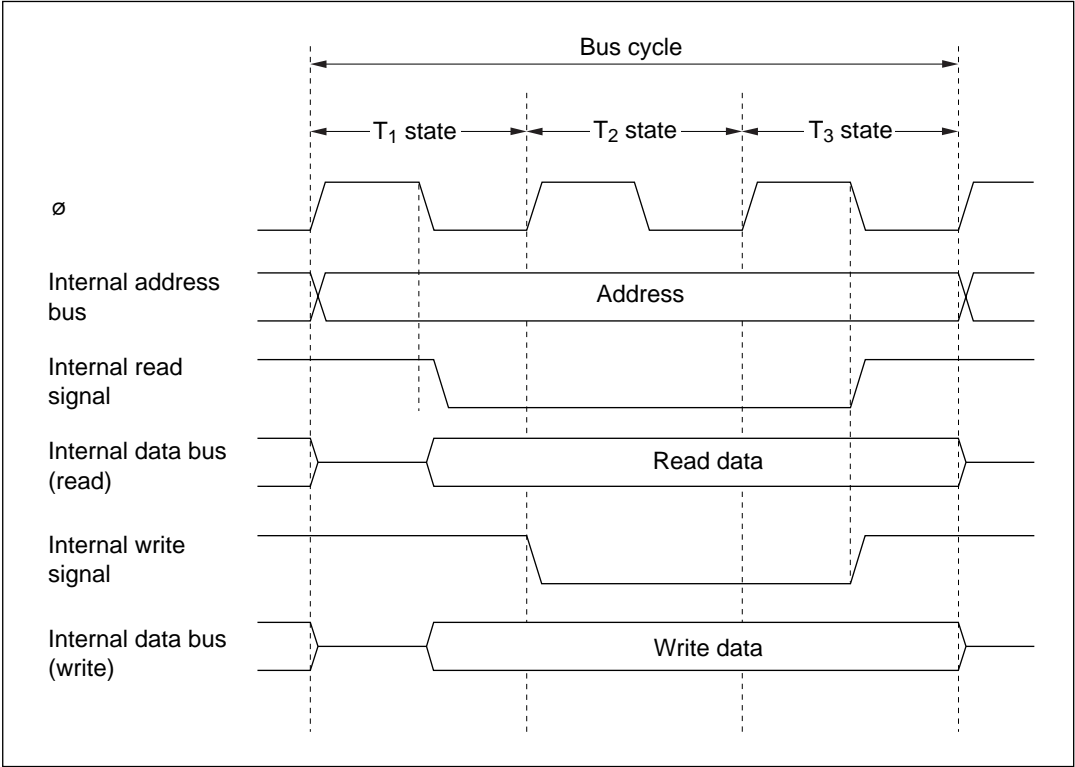 Bus cycle
T₁ state
T₂ state
T₃ state
ø
Internal address
bus
Address
Internal read
signal
Internal data bus
(read)
Read data
Internal write
signal
Internal data bus
(write)
Write data